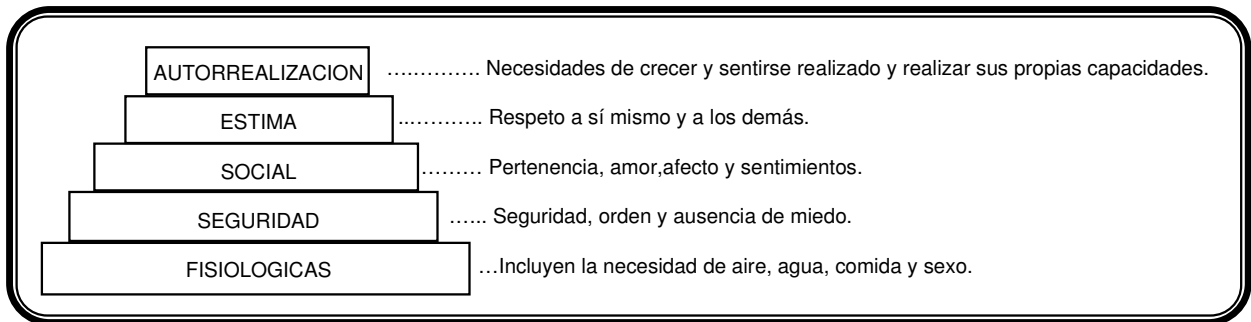 AUTORREALIZACION ….………. Necesidades de crecer y sentirse realizado y realizar sus propias capacidades.
ESTIMA ..……….. Respeto a sí mismo y a los demás.
SOCIAL ……… Pertenencia, amor,afecto y sentimientos.
SEGURIDAD …... Seguridad, orden y ausencia de miedo.
FISIOLOGICAS …Incluyen la necesidad de aire, agua, comida y sexo.